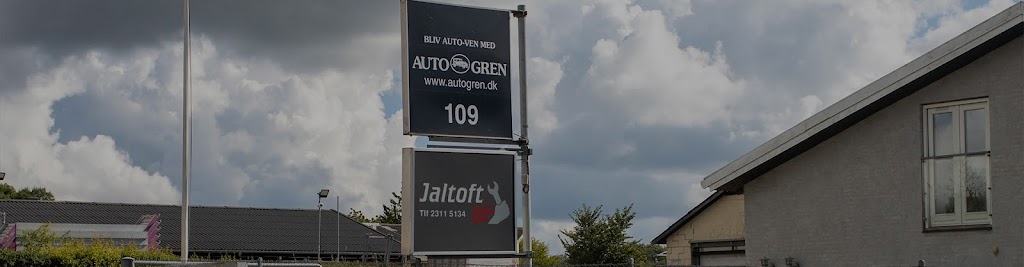 BLIV AUTO-VEN MED
AUTO GREN
www.autogren.dk
109
Jaltoft
Tlf 2311 5134